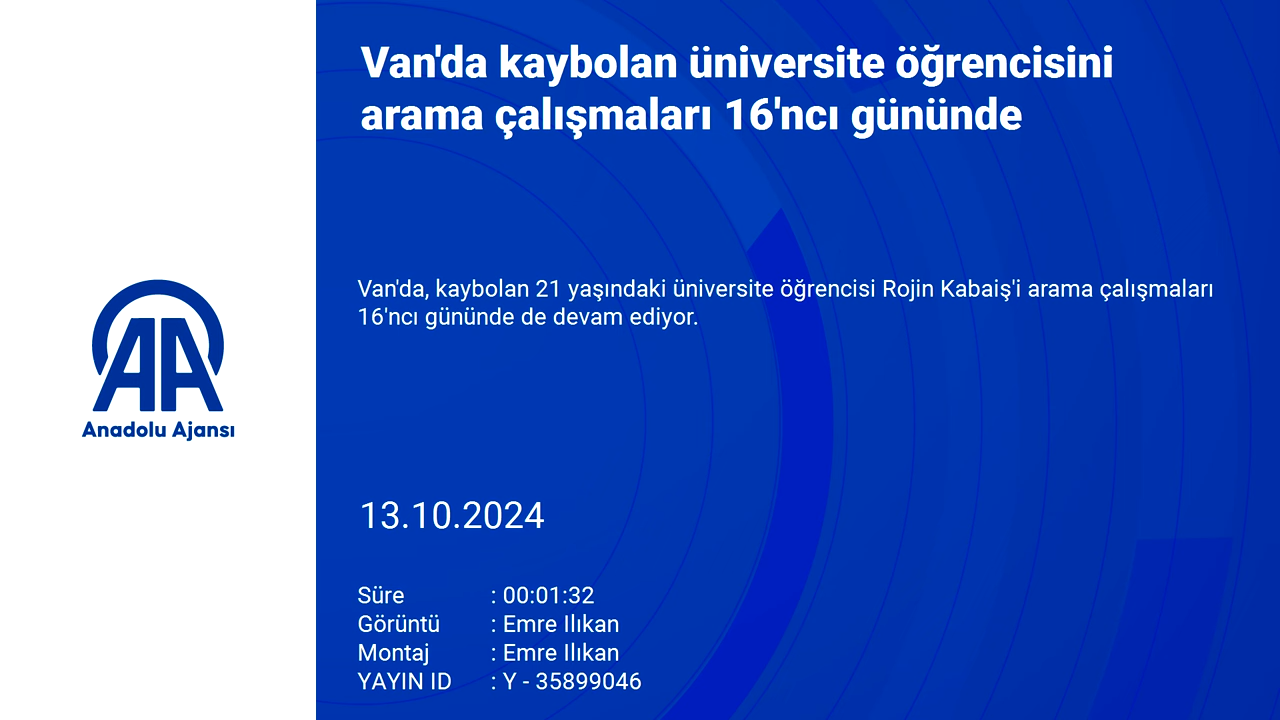 Van'da kaybolan üniversite öğrencisini
arama çalışmaları 16'ncı gününde
Van'da, kaybolan 21 yaşındaki üniversite öğrencisi Rojin Kabaiş'i arama çalışmaları
16'ncı gününde de devam ediyor.
AA
Anadolu Ajansı
13.10.2024
Süre : 00:01:32
Görüntü : Emre Ilıkan
Montaj : Emre Ilıkan
YAYIN ID : Y - 35899046